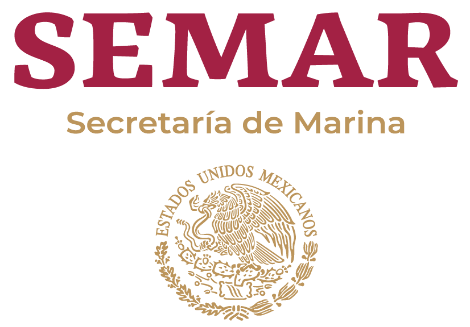 SEMAR
Secretaría de Marina
ESTADOS UNIDOS MEXICANOS